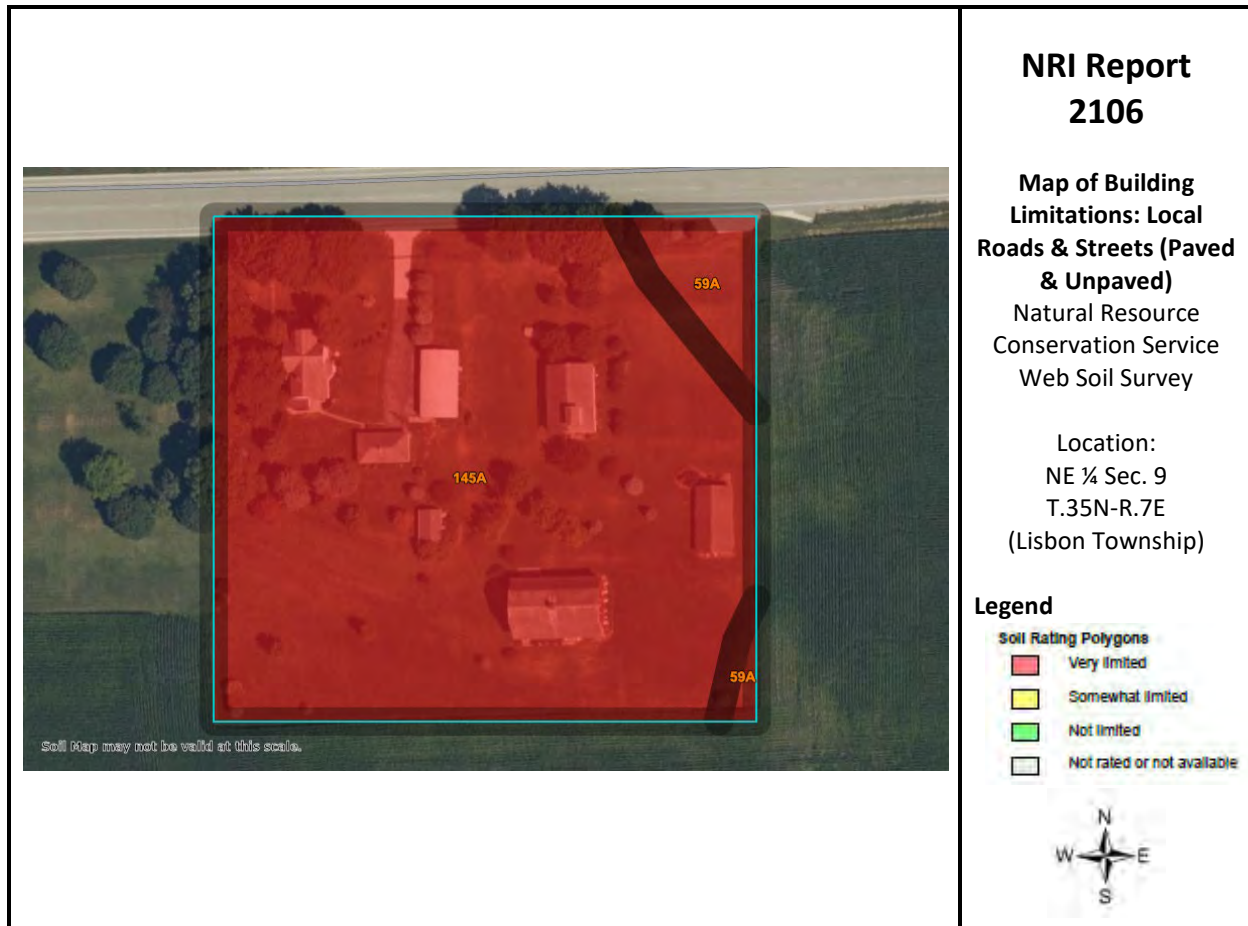 NRI Report
2106
Map of Building
Limitations: Local
Roads & Streets (Paved
& Unpaved)
Natural Resource
Conservation Service
Web Soil Survey
Location:
NE ¼ Sec. 9
T.35N-R.7E
(Lisbon Township)
59A
145A
59A
Soil Map may not be valid at this scale.
Legend
Soil Rating Polygons
Very limited
Somewhat limited
Not limited
Not rated or not available
N
W E
S